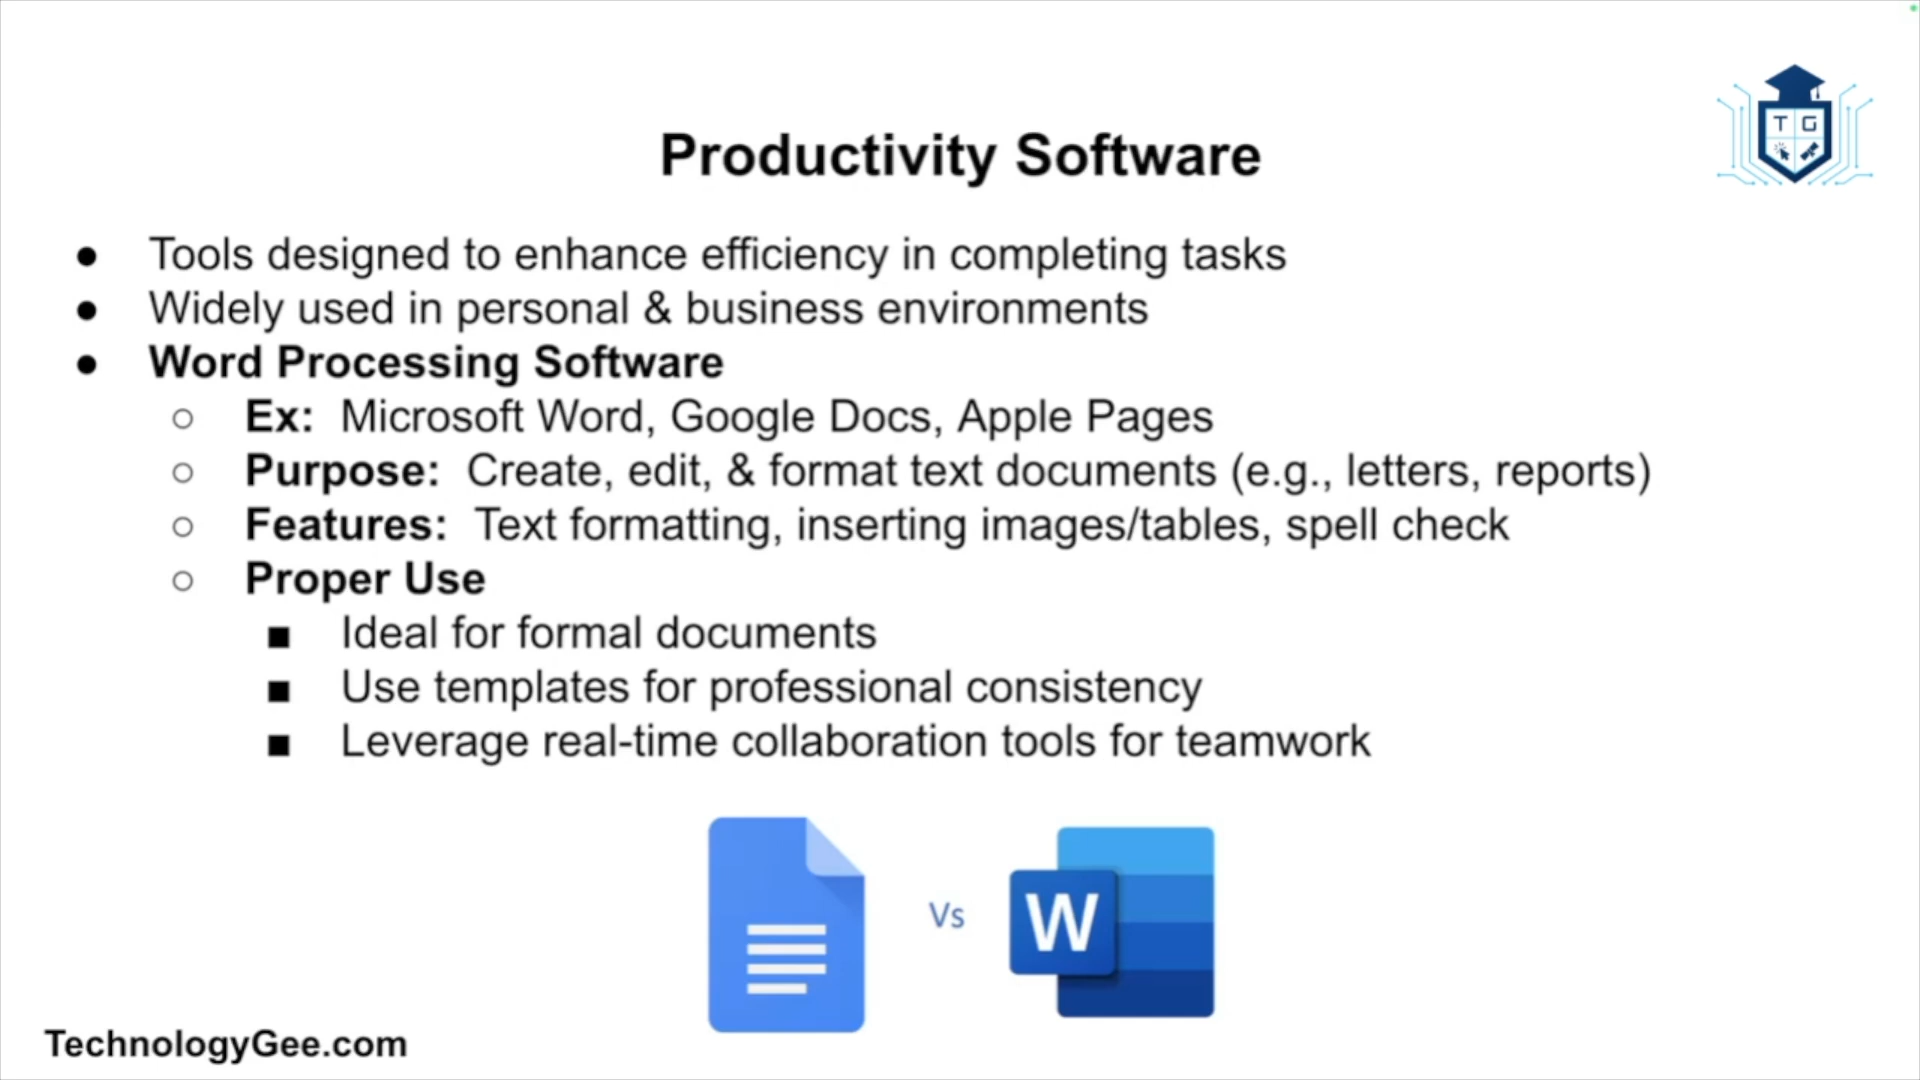 T G
Productivity Software
● Tools designed to enhance efficiency in completing tasks
● Widely used in personal & business environments
● Word Processing Software
○ Ex: Microsoft Word, Google Docs, Apple Pages
○ Purpose: Create, edit, & format text documents (e.g., letters, reports)
○ Features: Text formatting, inserting images/tables, spell check
○ Proper Use
■ Ideal for formal documents
■ Use templates for professional consistency
■ Leverage real-time collaboration tools for teamwork
Vs
W
TechnologyGee.com